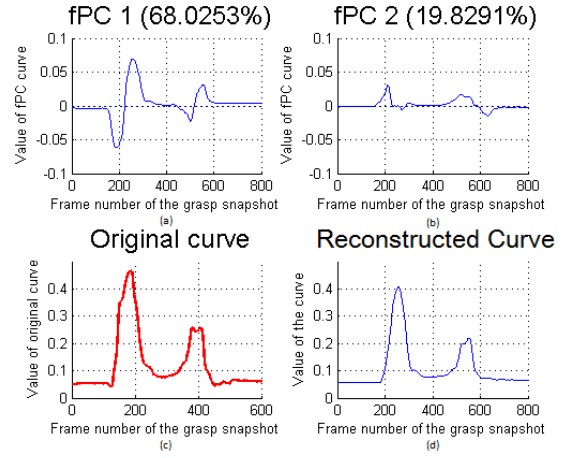 fPC 1 (68.0253%)
Value of fPC curve
0.1
0.05
0
-0.05
0.1
0 200 400 600 800
Frame number of the grasp snapshot
(a)
fPC 2 (19.8291%)
Value of fPC curve
0.1
0.05
0
-0.05
0.1
0 200 400 600 800
Frame number of the grasp snapshot
(b)
Original curve
Value of original curve
0.4
0.3
0.2
0.1
0
0 200 400 600
Frame number of the grasp snapshot
(c)
Reconstructed Curve
Value of the curve
0.4
0.3
0.2
0.1
0
0 200 400 600 800
Frame number of the grasp snapshot
(d)